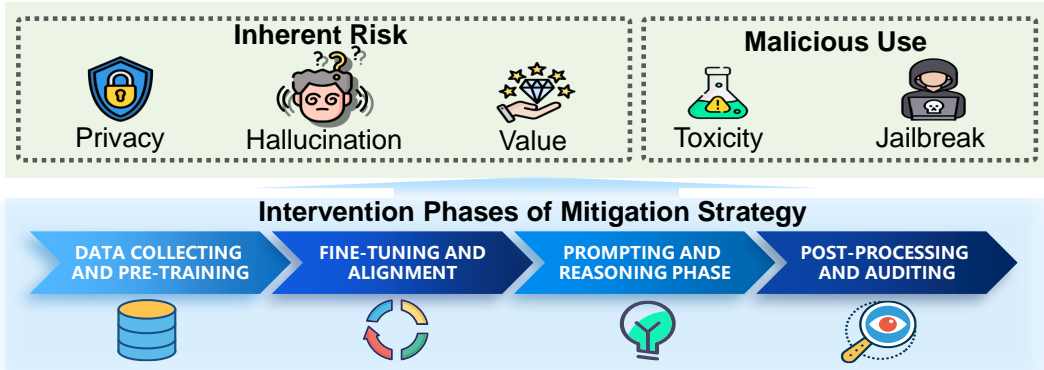 Inherent Risk
Malicious Use
???
Privacy
Hallucination
Value
Toxicity
Jailbreak
Intervention Phases of Mitigation Strategy
DATA COLLECTING
AND PRE-TRAINING
FINE-TUNING AND
ALIGNMENT
PROMPTING AND
REASONING PHASE
POST-PROCESSING
AND AUDITING